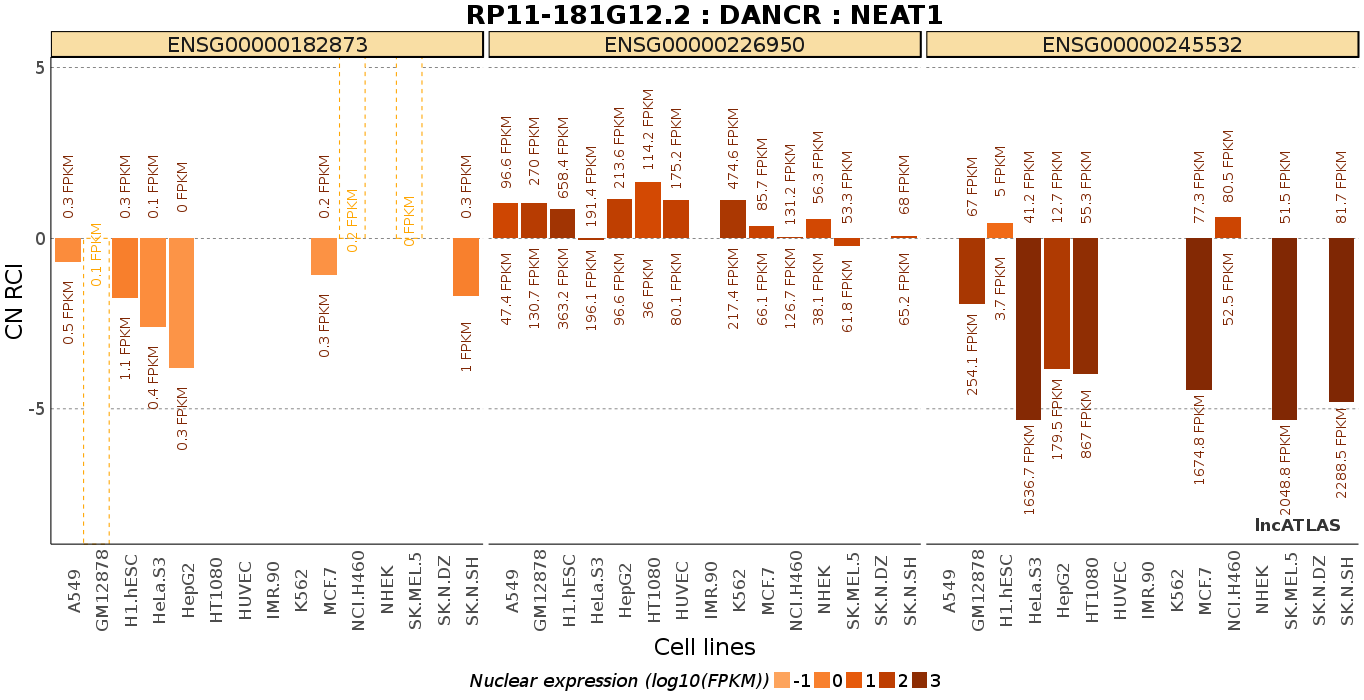 RP11-181G12.2 : DANCR : NEAT1
ENSG00000182873
ENSG00000226950
ENSG00000245532
CN RCI
5
0
-5
0.3 FPKM
0.5 FPKM
0.1 FPKM
0.3 FPKM
1.1 FPKM
0.1 FPKM
0.4 FPKM
0 FPKM
0.3 FPKM
0.2 FPKM
0.3 FPKM
0.2 FPKM
0 FPKM
0.3 FPKM
1 FPKM
96.6 FPKM
47.4 FPKM
270 FPKM
130.7 FPKM
658.4 FPKM
363.2 FPKM
191.4 FPKM
196.1 FPKM
213.6 FPKM
96.6 FPKM
114.2 FPKM
36 FPKM
175.2 FPKM
80.1 FPKM
474.6 FPKM
217.4 FPKM
85.7 FPKM
66.1 FPKM
131.2 FPKM
126.7 FPKM
56.3 FPKM
38.1 FPKM
53.3 FPKM
61.8 FPKM
68 FPKM
65.2 FPKM
67 FPKM
254.1 FPKM
5 FPKM
3.7 FPKM
41.2 FPKM
1636.7 FPKM
12.7 FPKM
179.5 FPKM
55.3 FPKM
867 FPKM
77.3 FPKM
1674.8 FPKM
80.5 FPKM
52.5 FPKM
51.5 FPKM
2048.8 FPKM
81.7 FPKM
2288.5 FPKM
lncATLAS
A549
GM12878
H1.hESC
HeLa.S3
HepG2
HT1080
HUVEC
IMR.90
K562
MCF.7
NCI.H460
NHEK
SK.MEL.5
SK.N.DZ
SK.N.SH
A549
GM12878
H1.hESC
HeLa.S3
HepG2
HT1080
HUVEC
IMR.90
K562
MCF.7
NCI.H460
NHEK
SK.MEL.5
SK.N.DZ
SK.N.SH
A549
GM12878
H1.hESC
HeLa.S3
HepG2
HT1080
HUVEC
IMR.90
K562
MCF.7
NCI.H460
NHEK
SK.MEL.5
SK.N.DZ
SK.N.SH
Cell lines
Nuclear expression (log10(FPKM)) -1 0 1 2 3